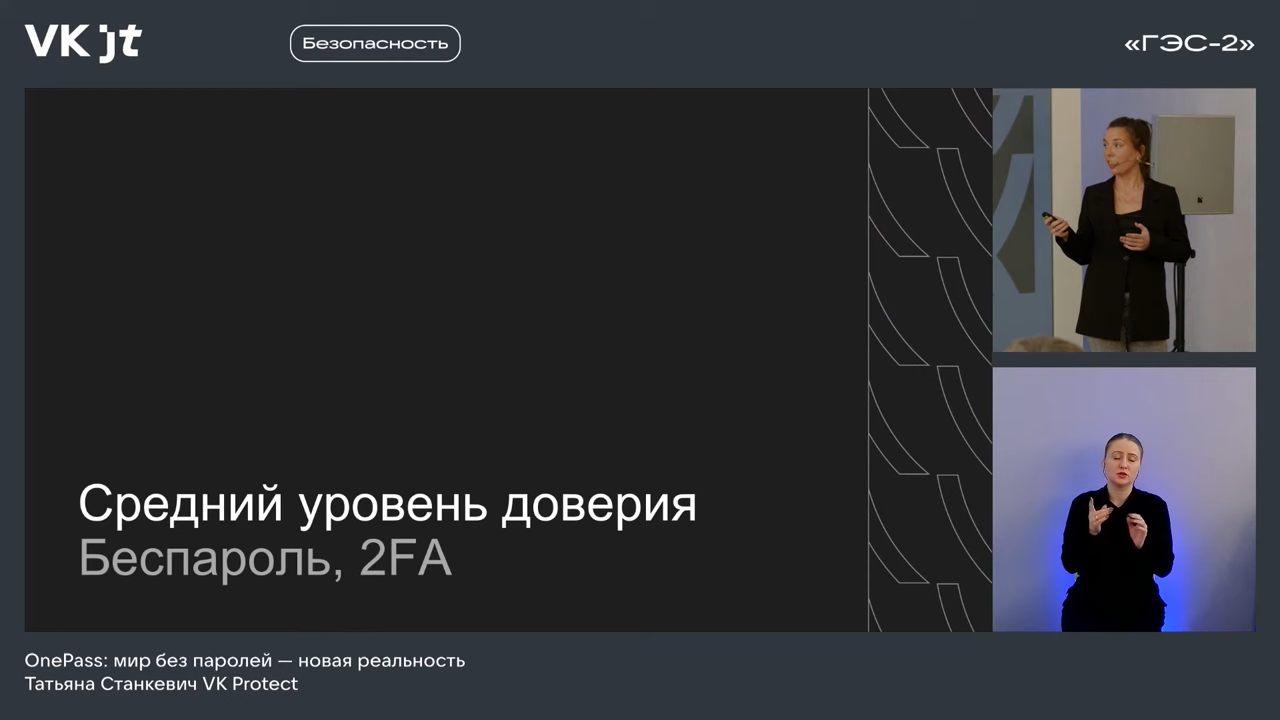 VK jt
Безопасность
«ГЭС-2»
Средний уровень доверия
Беспароль, 2FA
OnePass: мир без паролей — новая реальность
Татьяна Станкевич VK Protect